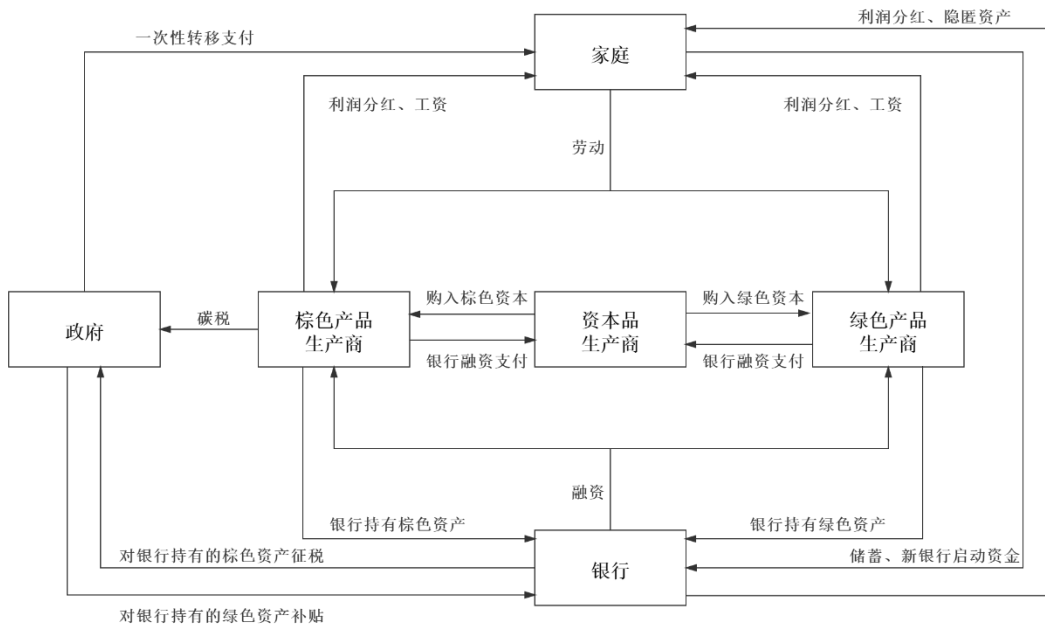 利润分红、隐匿资产
一次性转移支付
家庭
利润分红、工资
利润分红、工资
劳动
购入棕色资本
购入绿色资本
碳税
政府
棕色产品
生产商
资本品
生产商
绿色产品
生产商
银行融资支付
银行融资支付
融资
银行持有棕色资产
银行持有绿色资产
对银行持有的棕色资产征税
银行
储蓄、新银行启动资金
对银行持有的绿色资产补贴